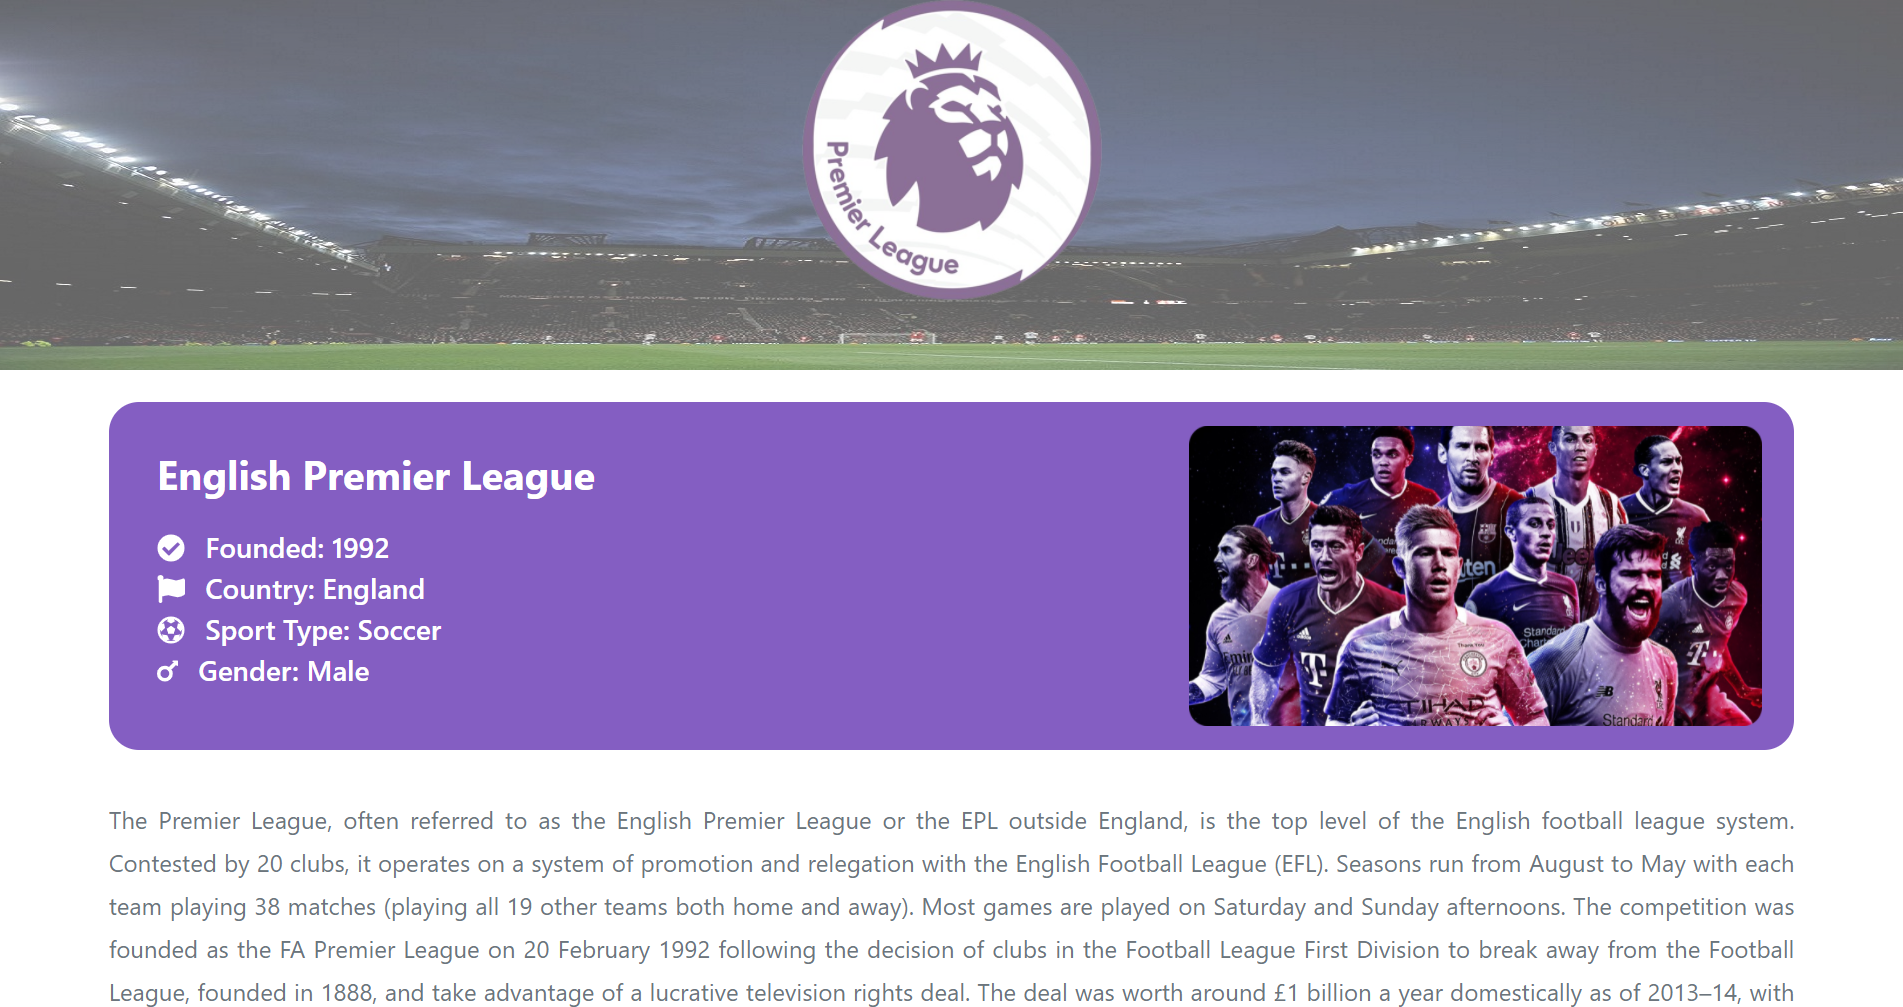 Premier League
English Premier League
Founded: 1992
Country: England
Sport Type: Soccer
Gender: Male
Standard
T
Standard
T
ETIHAD
AIRWAYS
Standard
The Premier League, often referred to as the English Premier League or the EPL outside England, is the top level of the English football league system.
Contested by 20 clubs, it operates on a system of promotion and relegation with the English Football League (EFL). Seasons run from August to May with each
team playing 38 matches (playing all 19 other teams both home and away). Most games are played on Saturday and Sunday afternoons. The competition was
founded as the FA Premier League on 20 February 1992 following the decision of clubs in the Football League First Division to break away from the Football
League, founded in 1888, and take advantage of a lucrative television rights deal. The deal was worth around £1 billion a year domestically as of 2013–14, with